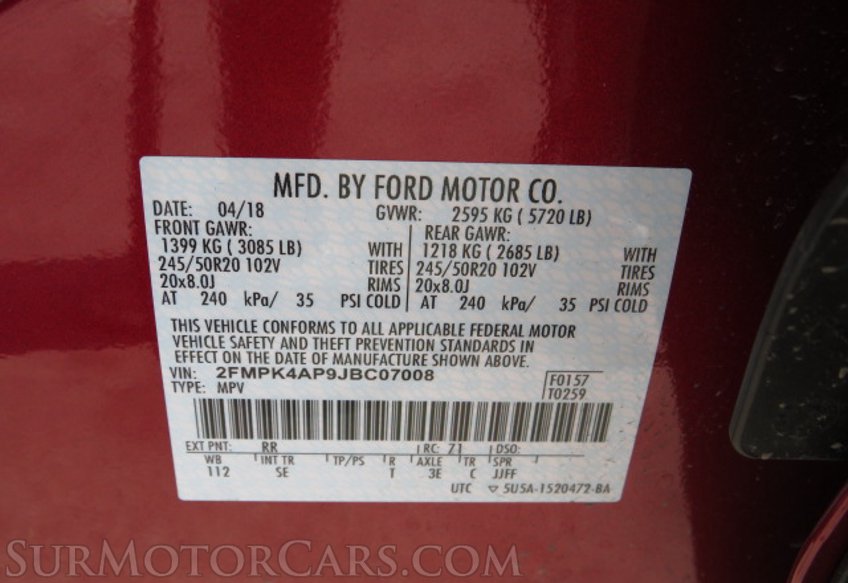 MFD. BY FORD MOTOR CO.
DATE: 04/18 GVWR: 2595 KG ( 5720 LB)
FRONT GAWR: REAR GAWR:
1399 KG ( 3085 LB) WITH 1218 KG ( 2685 LB) WITH
245/50R20 102V TIRES 245/50R20 102V TIRES
20x8.0J RIMS 20x8.0J RIMS
AT 240 kPa/ 35 PSI COLD AT 240 kPa/ 35 PSI COLD
THIS VEHICLE CONFORMS TO ALL APPLICABLE FEDERAL MOTOR
VEHICLE SAFETY AND THEFT PREVENTION STANDARDS IN
EFFECT ON THE DATE OF MANUFACTURE SHOWN ABOVE.
VIN: 2FMPK4AP9JBC07008 F0157
TYPE: MPV T0259
EXT PNT: RR RC: 71 DSO:
WB INT TR TP/PS R AXLE TR SPR
112 SE T 3E C JJFF
UTC ▽ 5U5A-1520472-BA
SurMotorCars.com